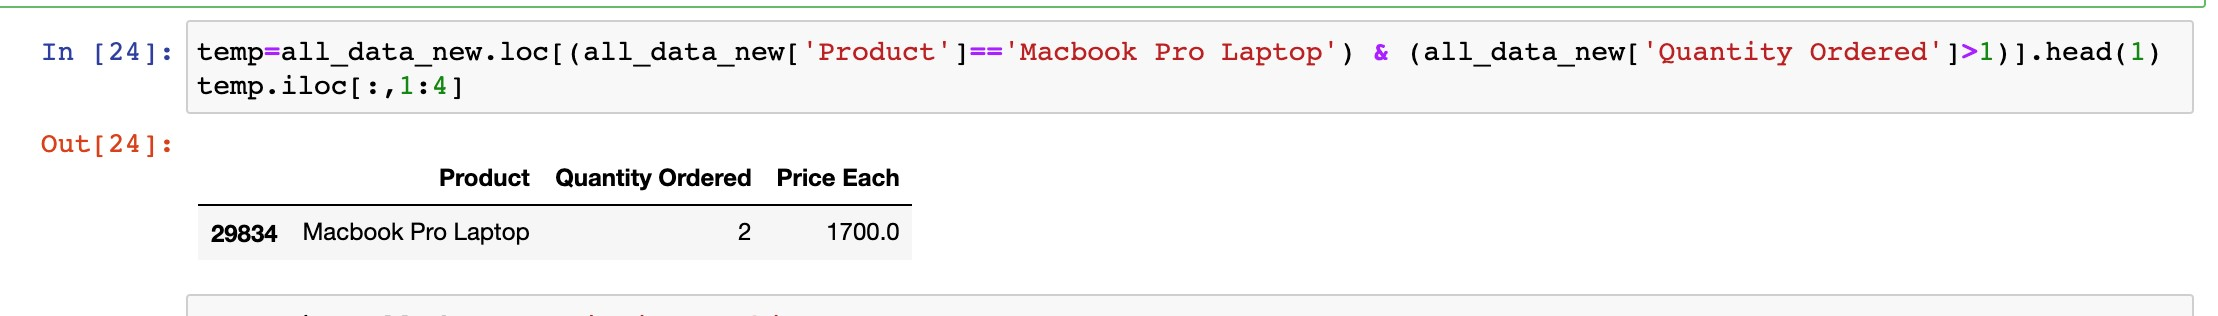 In [24]: temp=all_data_new.loc[(all_data_new['Product']=='Macbook Pro Laptop') & (all_data_new['Quantity Ordered']>1)].head(1)
temp.iloc[:,1:4]
Out[24]:
Product Quantity Ordered Price Each
29834 Macbook Pro Laptop 2 1700.0